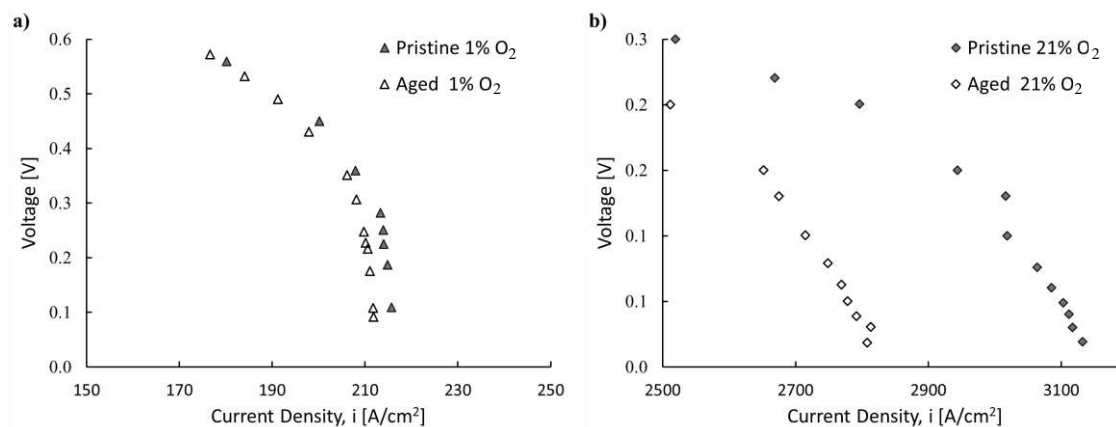 a)
Voltage [V]
0.6
0.5
0.4
0.3
0.2
0.1
0.0
150
170
190
210
230
250
Current Density, i [A/cm²]
Pristine 1% O₂
Aged 1% O₂
b)
Voltage [V]
0.3
0.2
0.2
0.1
0.1
0.0
2500
2700
2900
3100
Current Density, i [A/cm²]
Pristine 21% O₂
Aged 21% O₂